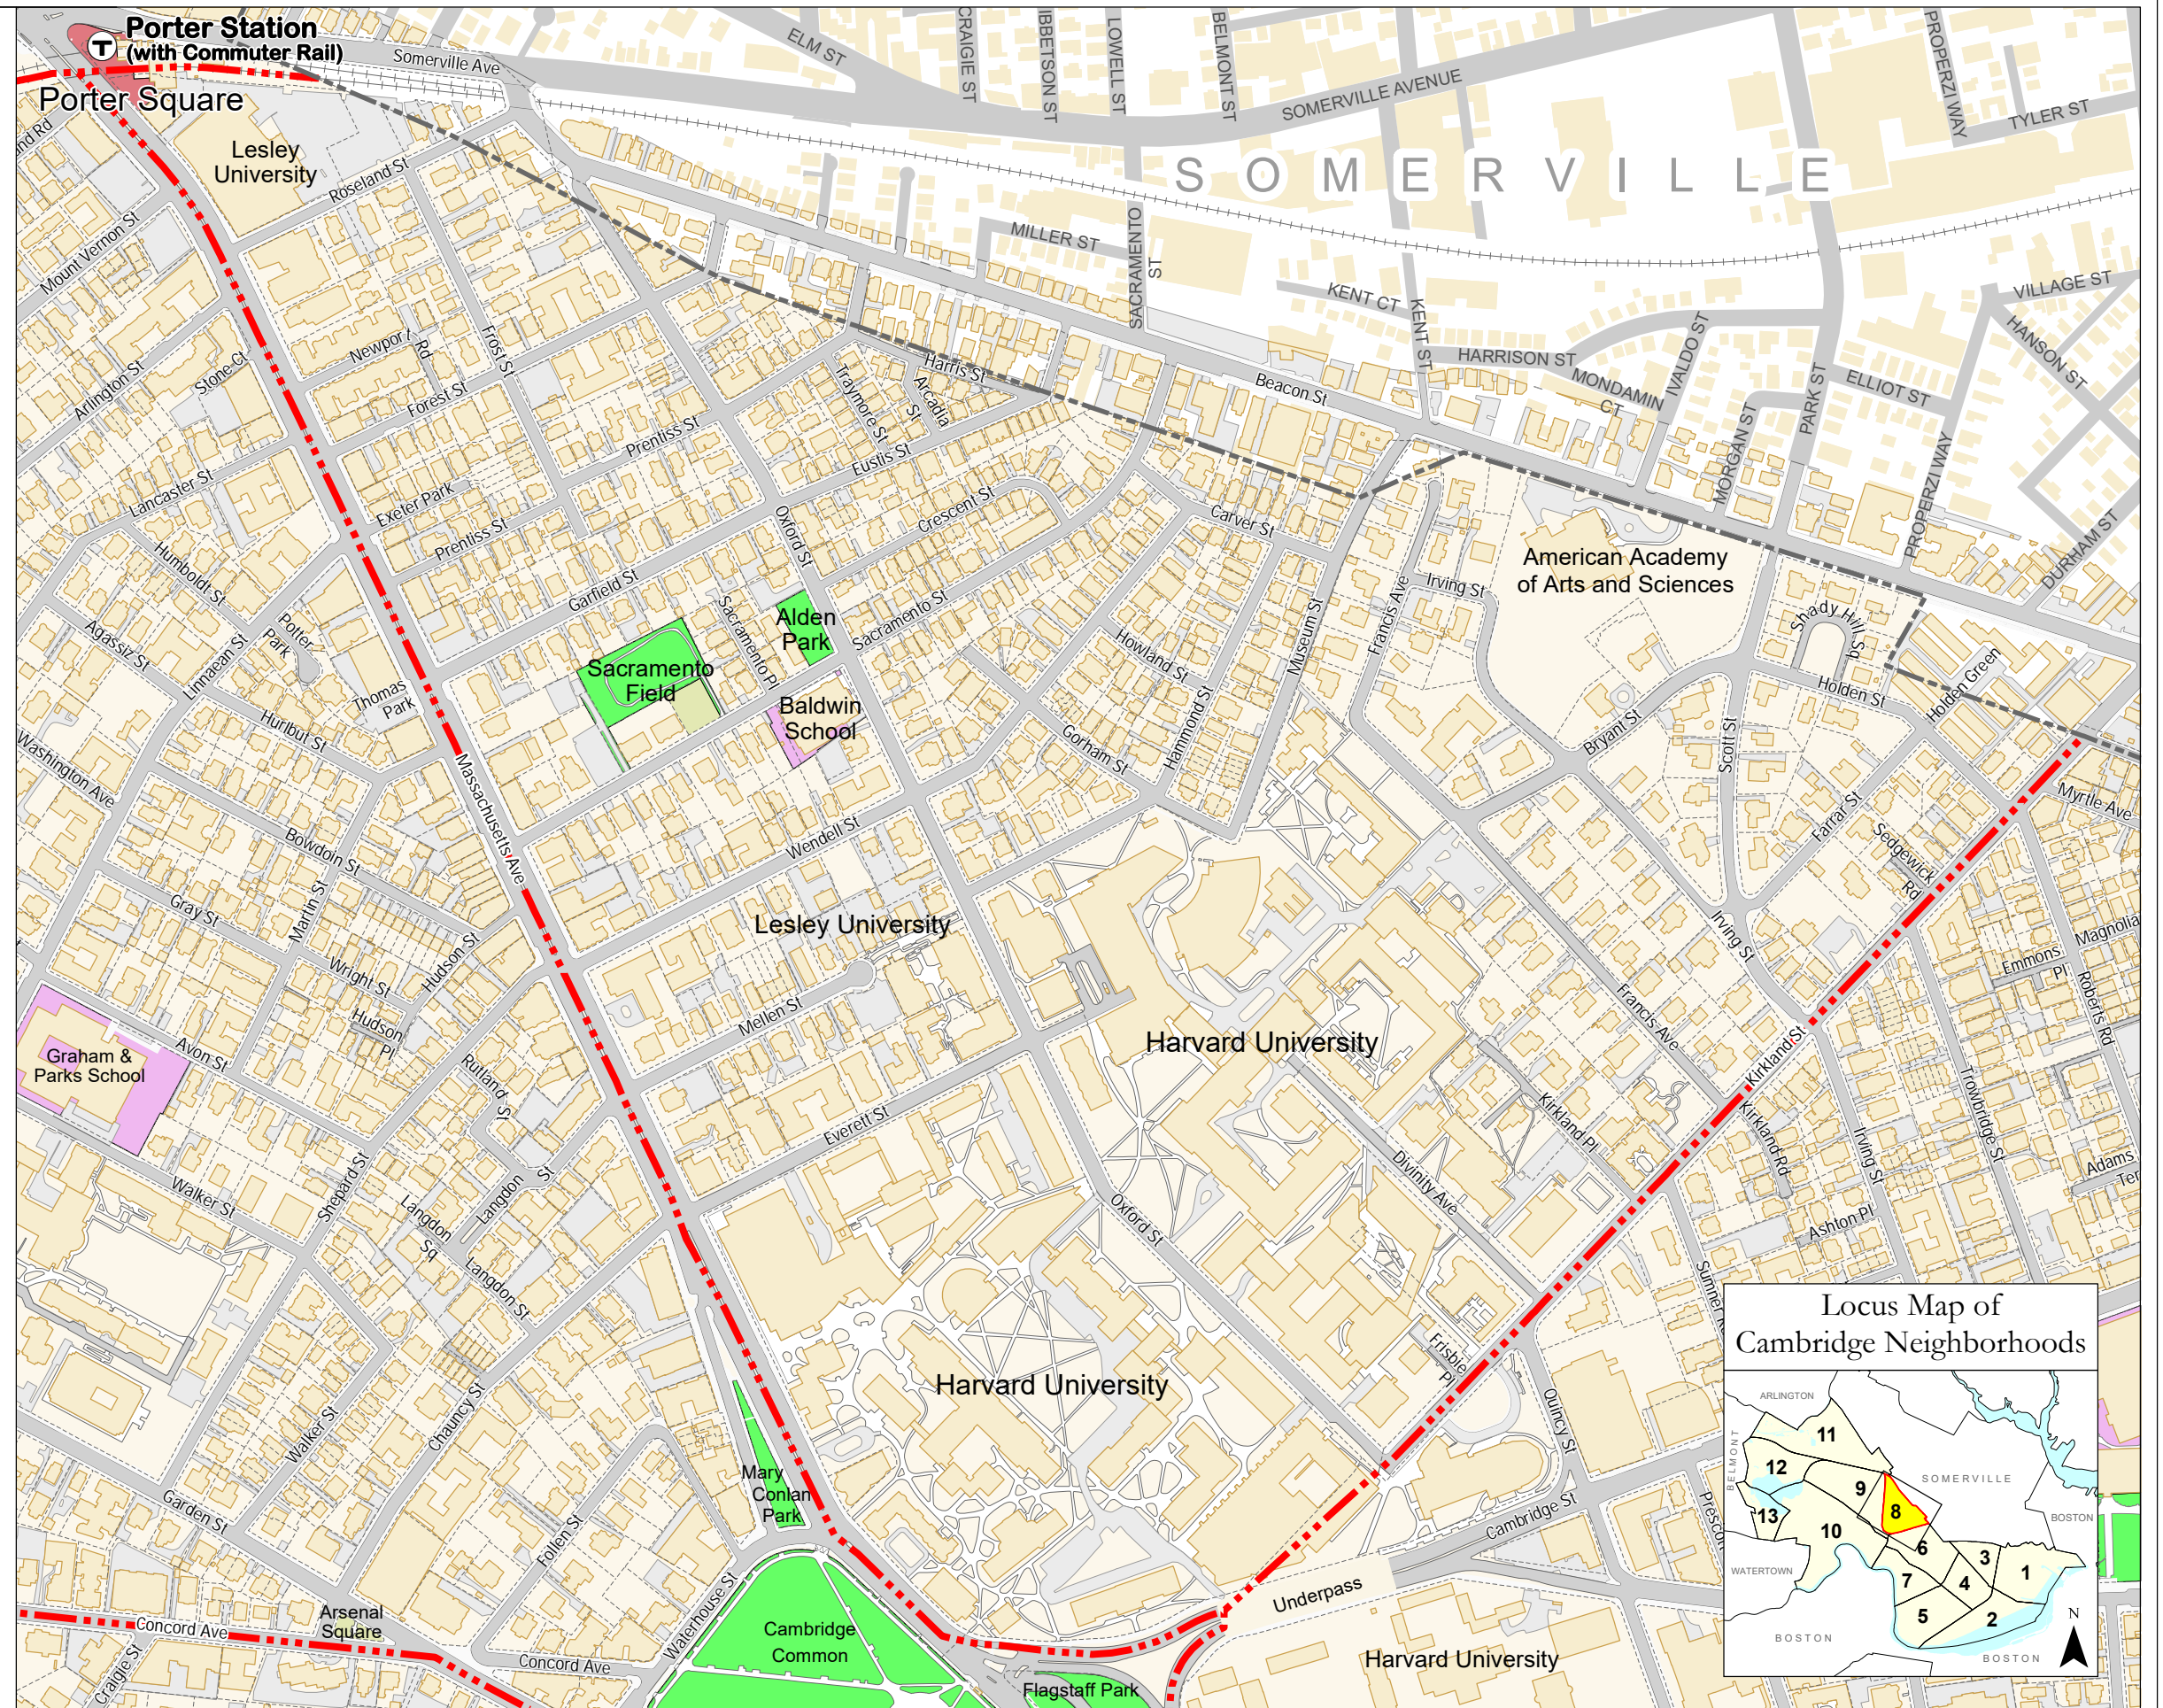 Porter Station
(with Commuter Rail)
Porter Square
Somerville Ave
ELM ST
CRAIGIE ST
IBBETSON ST
LOWELL ST
BELMONT ST
SOMERVILLE AVENUE
PROPERZI WAY
TYLER ST
SOMERVILLE
Lesley
University
Roseland St
Mount Vernon St
MILLER ST
SACRAMENTO
ST
KENT CT
KENT ST
HARRISON ST
MONDAMIN
CT
IVALDO ST
MORGAN ST
PARK ST
ELLIOT ST
VILLAGE ST
HANSON ST
PROPERZI WAY
DURHAM ST
Arlington St
Stone Ct
Newport
Rd
Frost St
Forest St
Prentiss St
Traymore St
Arcadia
St
Harris St
Eustis St
Beacon St
Lancaster St
Exeter Park
Prentiss St
Crescent St
Oxford St
Carver St
Humboldt St
Garfield St
Irving St
American Academy
of Arts and Sciences
Francis Ave
Museum St
Agassiz St
Linnaean St
Potter
Park
Thomas
Park
Sacramento
Field
Sacramento Pl
Alden
Park
Sacramento St
Baldwin
School
Howland St
Hammond St
Gorham St
Shady Hill
Sq
Holden St
Holden Green
Bryant St
Scott St
Washington Ave
Hurlbut St
Massachusetts Ave
Bowdoin St
Wendell St
Farrar St
Sedgewick
Rd
Myrtle Ave
Gray St
Martin St
Wright St
Hudson St
Hudson
Pl
Lesley University
Irving St
Magnolia
Emmons
Pl
Roberts Rd
Graham &
Parks School
Avon St
Rutland
St
Mellen St
Harvard University
Francis Ave
Kirkland St
Kirkland Pl
Kirkland Rd
Trowbridge St
Irving St
Everett St
Divinity Ave
Walker St
Shepard St
Langdon
Sq
Langdon
St
Langdon St
Oxford St
Ashton Pl
Adams
Ter
Sumner R
Walker St
Chauncy St
Harvard University
Frisbie
Pl
Quincy St
Garden St
Follen St
Mary
Conlan
Park
Cambridge St
Prescot
Underpass
Concord Ave
Arsenal
Square
Craigie St
Concord Ave
Waterhouse St
Cambridge
Common
Flagstaff Park
Harvard University
Locus Map of
Cambridge Neighborhoods
ARLINGTON
BELMONT
SOMERVILLE
BOSTON
WATERTOWN
BOSTON
BOSTON
11
12
9
8
13
10
6
3
1
7
4
5
2
N